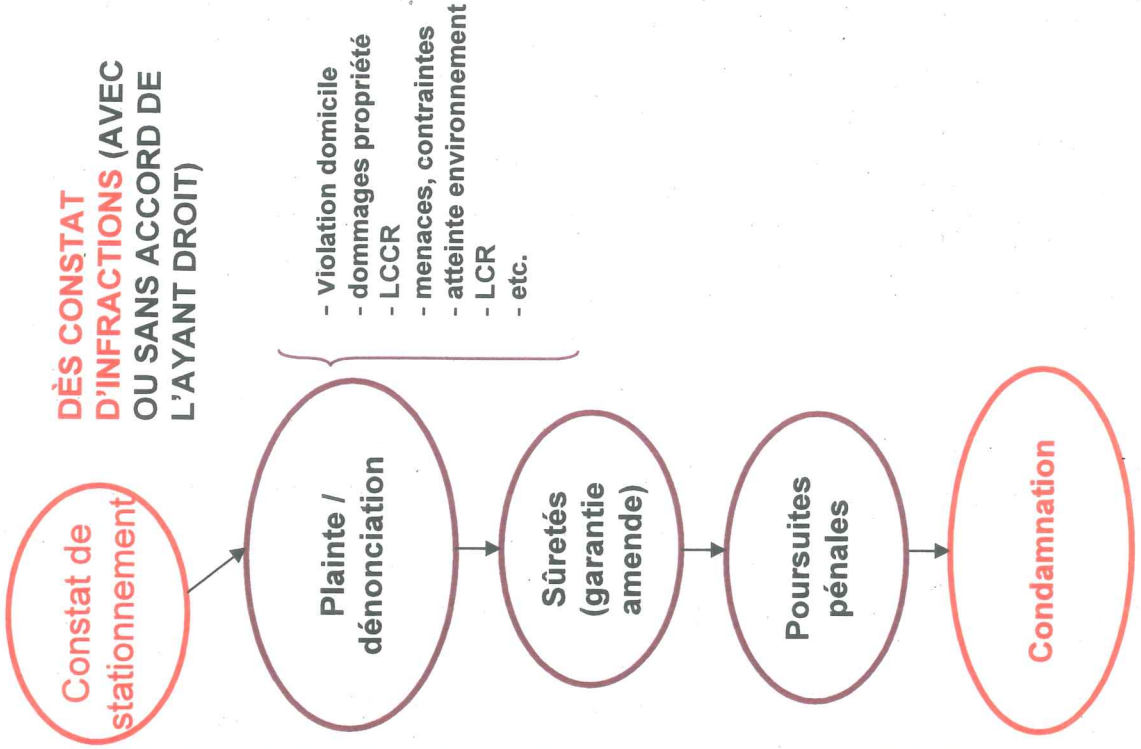 Constat de
stationnement
DÈS CONSTAT
D'INFRACTIONS (AVEC
OU SANS ACCORD DE
L'AYANT DROIT)
Plainte /
dénonciation
- Violation domicile
- dommages propriété
- LCCR
- menaces, contraintes
- atteinte environnement
- LCR
- etc.
Sûretés
(garantie
amende)
Poursuites
pénales
Condamnation